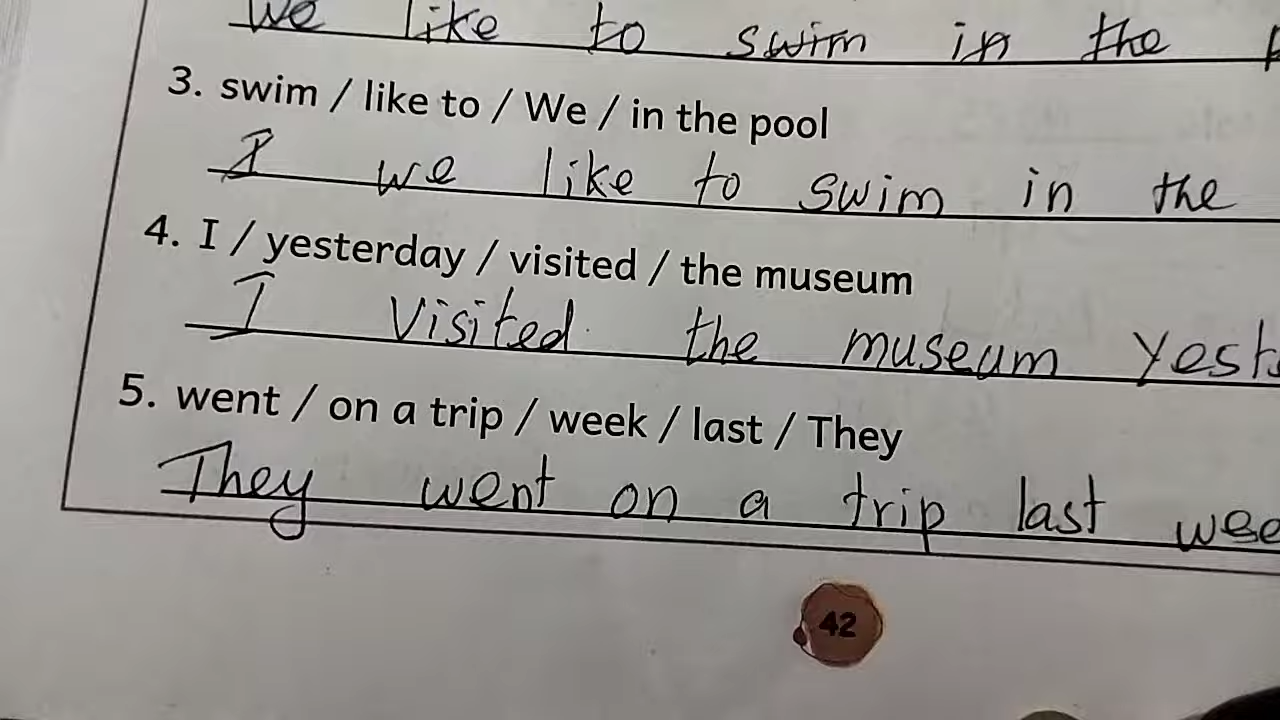 We like to swim in the
3. swim / like to / We / in the pool
I we like to swim in the
4. I / yesterday / visited / the museum
I visited the museum
5. went / on a trip / week / last / They
They went on a trip last
42